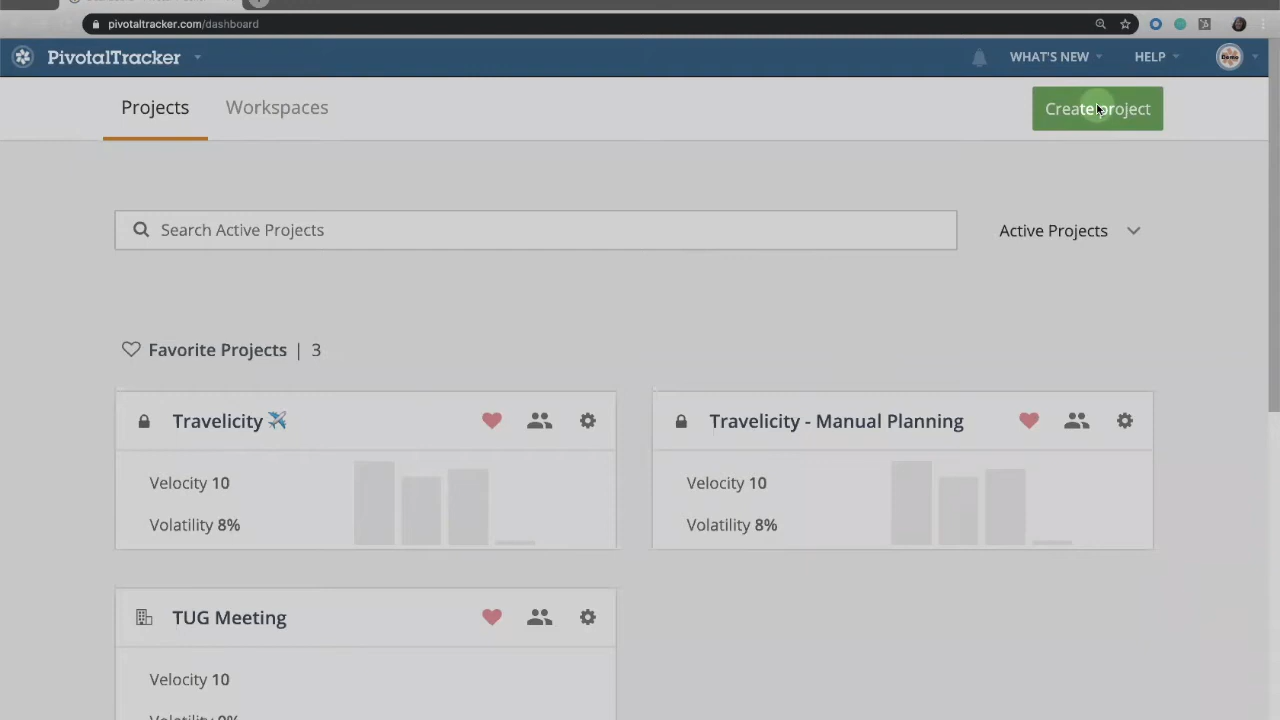 pivotaltracker.com/dashboard
PivotalTracker
WHAT'S NEW
HELP
Demo
Projects
Workspaces
Create project
Search Active Projects
Active Projects
Favorite Projects | 3
Travelicity
Travelicity - Manual Planning
Velocity 10
Velocity 10
Volatility 8%
Volatility 8%
TUG Meeting
Velocity 10